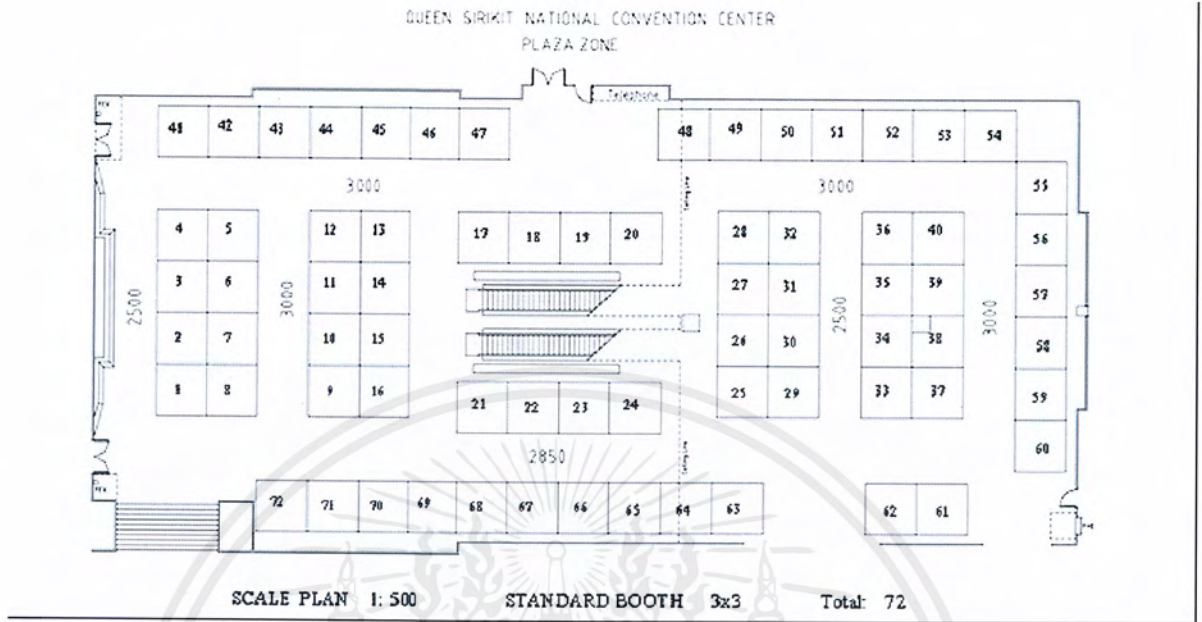 QUEEN SIRIKIT NATIONAL CONVENTION CENTER
PLAZA ZONE
Telephone
41 42 43 44 45 46 47 48 49 50 51 52 53 54
3000 3000
55
4 5 12 13 17 18 19 20 28 32 36 40 56
Ceiling Line
3 6 11 14 27 31 35 39 57
2500 3000 2500 3000
2 7 10 15 26 30 34 38 58
1 8 9 16 21 22 23 24 25 29 33 37 59
2850
Ceiling Line
60
72 71 70 69 68 67 66 65 64 63 62 61
SCALE PLAN 1: 500 STANDARD BOOTH 3x3 Total: 72